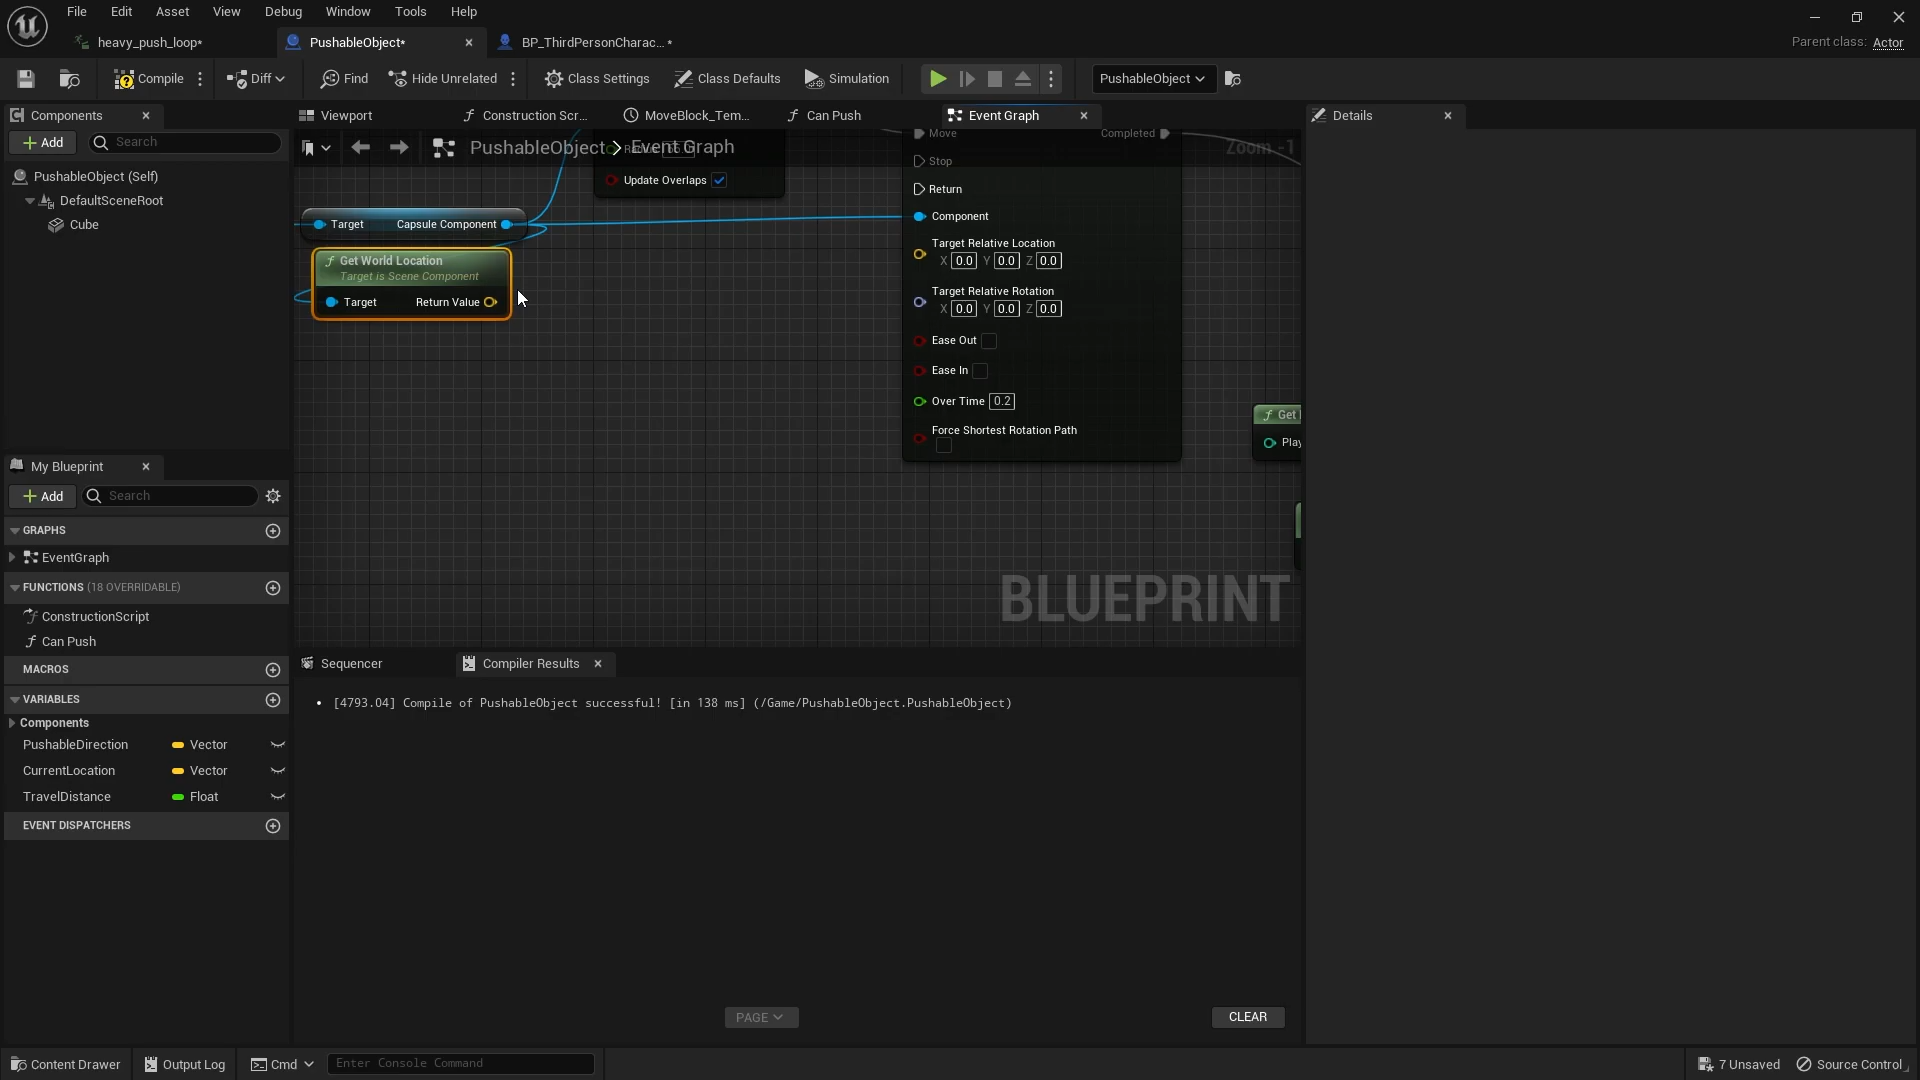 File Edit Asset View Debug Window Tools Help
heavy_push_loop* PushableObject* BP_ThirdPersonCharac... *
Parent class: Actor
Compile Diff Find Hide Unrelated Class Settings Class Defaults Simulation PushableObject
Components
Viewport Construction Scr... MoveBlock_Tem... Can Push Event Graph
Details
Add Search
PushableObject > Event Graph
Zoom -1
PushableObject (Self)
DefaultSceneRoot
Cube
Update Overlaps
Target Capsule Component
Get World Location
Target is Scene Component
Target Return Value
Move Completed
Stop
Return
Component
Target Relative Location
X 0.0 Y 0.0 Z 0.0
Target Relative Rotation
X 0.0 Y 0.0 Z 0.0
Ease Out
Ease In
Over Time 0.2
Force Shortest Rotation Path
Get
Play
BLUEPRINT
My Blueprint
Add Search
GRAPHS
EventGraph
FUNCTIONS (18 OVERRIDABLE)
ConstructionScript
Can Push
MACROS
VARIABLES
Components
PushableDirection Vector
CurrentLocation Vector
TravelDistance Float
EVENT DISPATCHERS
Sequencer Compiler Results
[4793.04] Compile of PushableObject successful! [in 138 ms] (/Game/PushableObject.PushableObject)
PAGE CLEAR
Content Drawer Output Log Cmd Enter Console Command 7 Unsaved Source Control